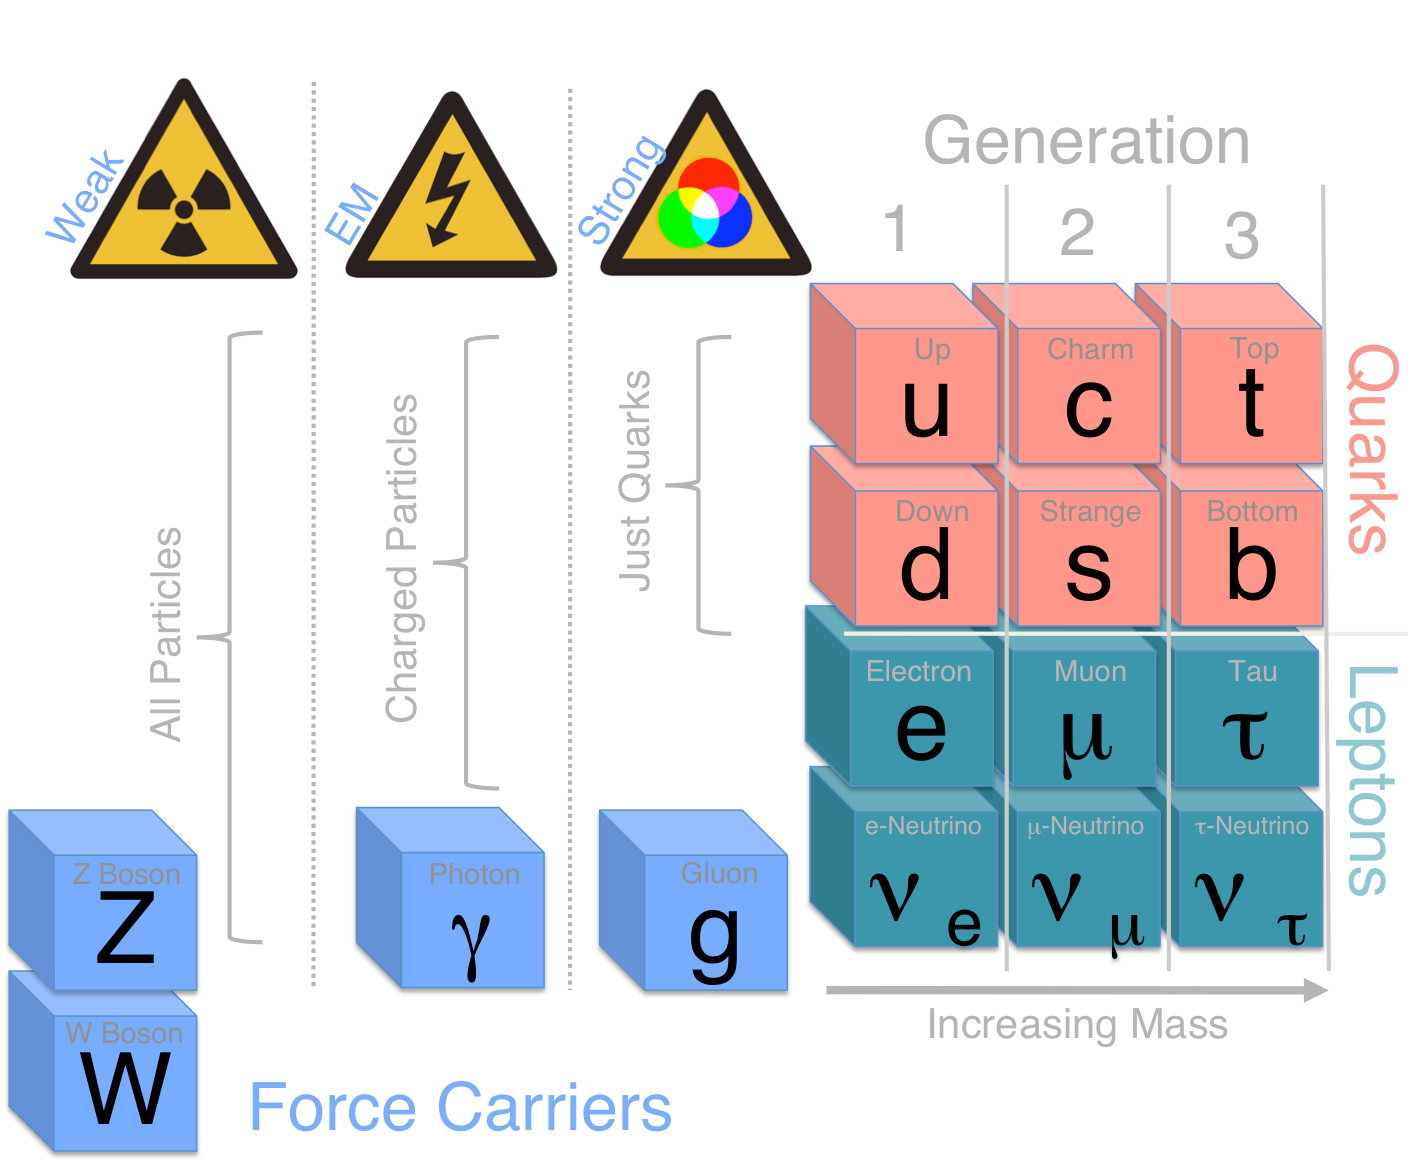 Weak
EM
Strong
Generation
1
2
3
All Particles
Charged Particles
Just Quarks
Up
u
Charm
c
Top
t
Down
d
Strange
s
Bottom
b
Quarks
Electron
e
Muon
μ
Tau
τ
e-Neutrino
ν e
μ-Neutrino
ν μ
τ-Neutrino
ν τ
Leptons
Z Boson
Z
Photon
γ
Gluon
g
W Boson
W
Increasing Mass
Force Carriers